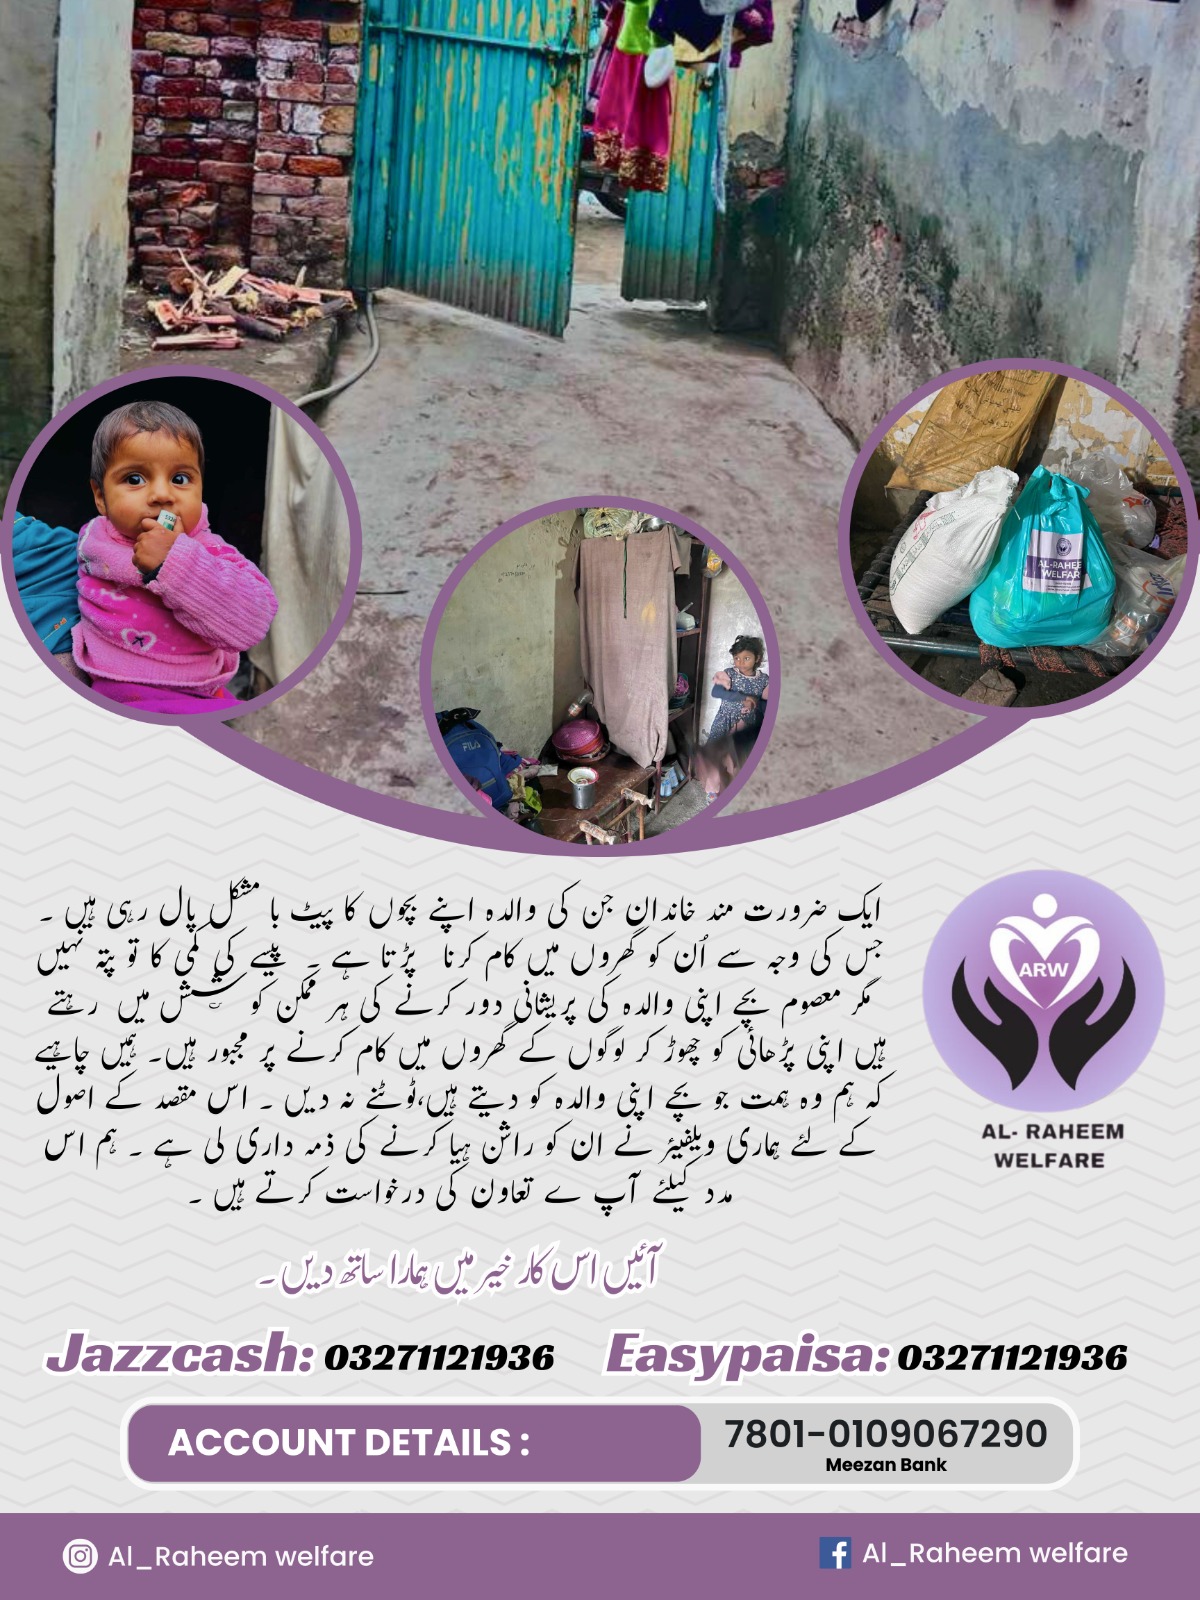 FILA
AL-RAHEE
WELFAR
ایک ضرورت مند خاندان جن کی والدہ اپنے بچوں کا پیٹ با مشکل پال رہی ہیں ۔
جس کی وجہ سے اُن کو گھروں میں کام کرنا پڑتا ہے ۔ پیسے کی کمی کا تو پتہ نہیں
مگر معصوم بچے اپنی والدہ کی پریشانی دور کرنے کی ہر ممکن کوشش میں رہتے
ہیں اپنی پڑھائی کو چھوڑ کر لوگوں کے گھروں میں کام کرنے پر مجبور ہیں۔ ہمیں چاہیے
کہ ہم وہ ہمت جو بچے اپنی والدہ کو دیتے ہیں،ٹوٹنے نہ دیں ۔ اس مقصد کے اصول
کے لئے ہماری ویلفیئر نے ان کو راشن ہیا کرنے کی ذمہ داری لی ہے ۔ ہم اس
مدد کیلئے آپ ے تعاون کی درخواست کرتے ہیں ۔
ARW
AL- RAHEEM
WELFARE
آئیں اس کار خیر میں ہمارا ساتھ دیں۔
Jazzcash: 03271121936 Easypaisa: 03271121936
ACCOUNT DETAILS : 7801-0109067290
Meezan Bank
Al_Raheem welfare
Al_Raheem welfare